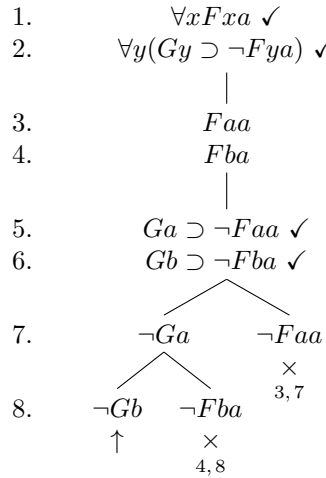 1. ∀xFxa ✓
2. ∀y(Gy ⊃ ¬Fya) ✓
3. Faa
4. Fba
5. Ga ⊃ ¬Faa ✓
6. Gb ⊃ ¬Fba ✓
7. ¬Ga ¬Faa
×
3, 7
8. ¬Gb ¬Fba
↑ ×
4, 8